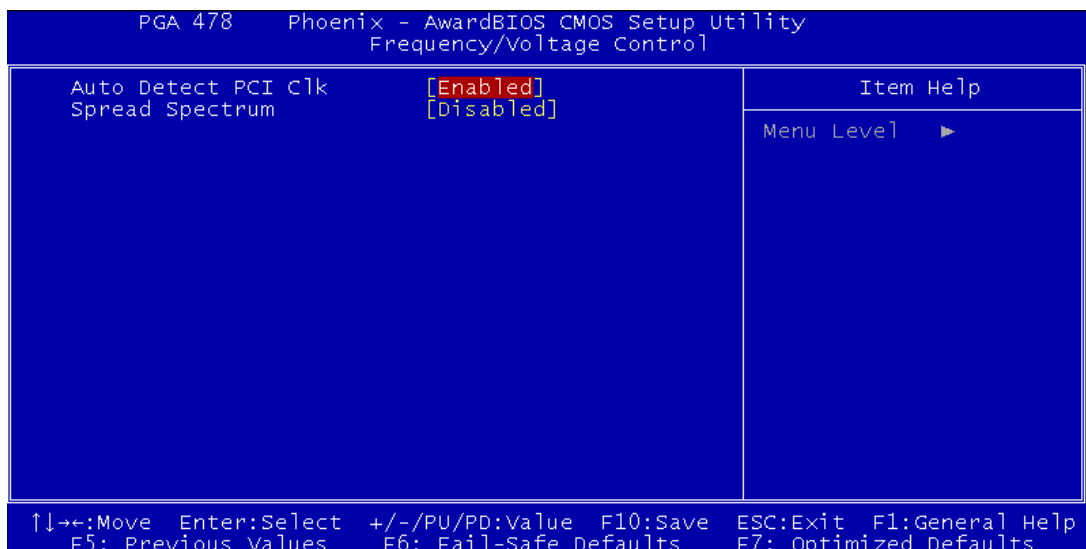 PGA 478 Phoenix - AwardBIOS CMOS Setup Utility
Frequency/Voltage Control
Auto Detect PCI Clk [Enabled]
Spread Spectrum [Disabled]
Item Help
Menu Level ►
↑↓→←:Move Enter:Select +/-/PU/PD:Value F10:Save ESC:Exit F1:General Help
F5: Previous Values F6: Fail-Safe Defaults F7: Optimized Defaults